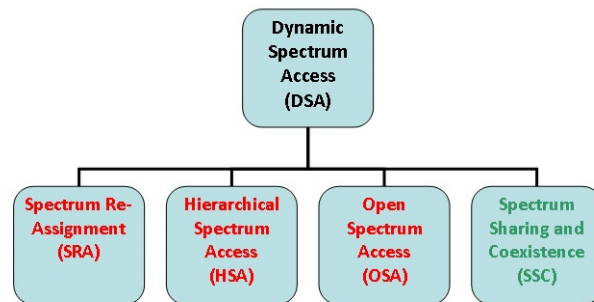 Dynamic
Spectrum
Access
(DSA)
Spectrum Re-
Assignment
(SRA)
Hierarchical
Spectrum
Access
(HSA)
Open
Spectrum
Access
(OSA)
Spectrum
Sharing and
Coexistence
(SSC)